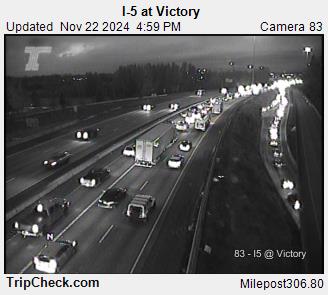 I-5 at Victory
Updated Nov 22 2024 4:59 PM Camera 83
T
N
83 - I5 @ Victory
TripCheck.com Milepost306.80